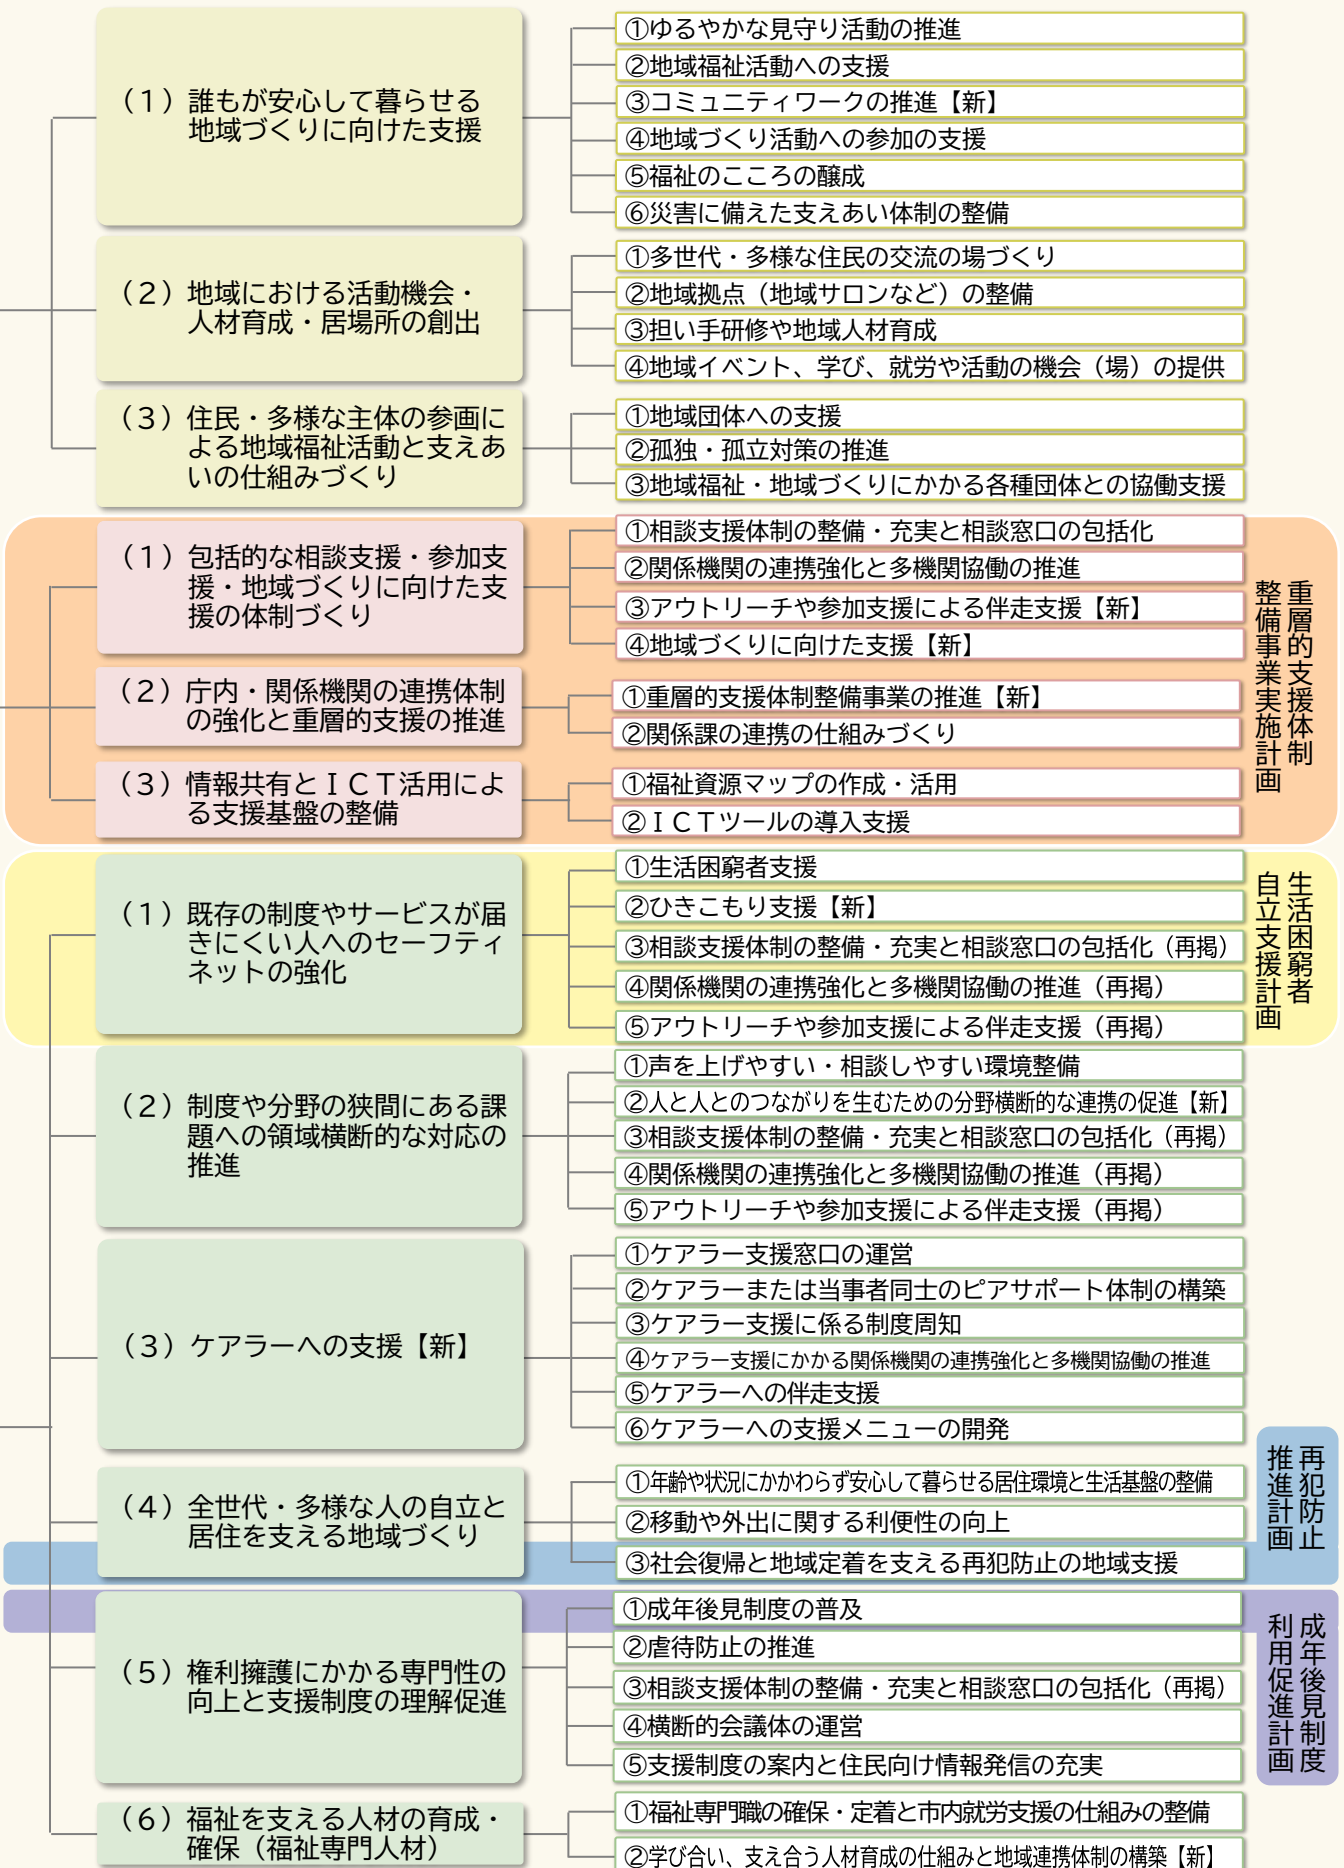 （１）誰もが安心して暮らせる
地域づくりに向けた支援
①ゆるやかな見守り活動の推進
②地域福祉活動への支援
③コミュニティワークの推進【新】
④地域づくり活動への参加の支援
⑤福祉のこころの醸成
⑥災害に備えた支えあい体制の整備
（２）地域における活動機会・
人材育成・居場所の創出
①多世代・多様な住民の交流の場づくり
②地域拠点（地域サロンなど）の整備
③担い手研修や地域人材育成
④地域イベント、学び、就労や活動の機会（場）の提供
（３）住民・多様な主体の参画に
よる地域福祉活動と支えあ
いの仕組みづくり
①地域団体への支援
②孤独・孤立対策の推進
③地域福祉・地域づくりにかかる各種団体との協働支援
（１）包括的な相談支援・参加支
援・地域づくりに向けた支
援の体制づくり
①相談支援体制の整備・充実と相談窓口の包括化
②関係機関の連携強化と多機関協働の推進
③アウトリーチや参加支援による伴走支援【新】
④地域づくりに向けた支援【新】
（２）庁内・関係機関の連携体制
の強化と重層的支援の推進
①重層的支援体制整備事業の推進【新】
②関係課の連携の仕組みづくり
（３）情報共有とＩＣＴ活用によ
る支援基盤の整備
①福祉資源マップの作成・活用
②ＩＣＴツールの導入支援
重層的支援体制
整備事業実施計画
（１）既存の制度やサービスが届
きにくい人へのセーフティ
ネットの強化
①生活困窮者支援
②ひきこもり支援【新】
③相談支援体制の整備・充実と相談窓口の包括化（再掲）
④関係機関の連携強化と多機関協働の推進（再掲）
⑤アウトリーチや参加支援による伴走支援（再掲）
生活困窮者
自立支援計画
（２）制度や分野の狭間にある課
題への領域横断的な対応の
推進
①声を上げやすい・相談しやすい環境整備
②人と人とのつながりを生むための分野横断的な連携の促進【新】
③相談支援体制の整備・充実と相談窓口の包括化（再掲）
④関係機関の連携強化と多機関協働の推進（再掲）
⑤アウトリーチや参加支援による伴走支援（再掲）
（３）ケアラーへの支援【新】
①ケアラー支援窓口の運営
②ケアラーまたは当事者同士のピアサポート体制の構築
③ケアラー支援に係る制度周知
④ケアラー支援にかかる関係機関の連携強化と多機関協働の推進
⑤ケアラーへの伴走支援
⑥ケアラーへの支援メニューの開発
（４）全世代・多様な人の自立と
居住を支える地域づくり
①年齢や状況にかかわらず安心して暮らせる居住環境と生活基盤の整備
②移動や外出に関する利便性の向上
③社会復帰と地域定着を支える再犯防止の地域支援
再犯防止
推進計画
（５）権利擁護にかかる専門性の
向上と支援制度の理解促進
①成年後見制度の普及
②虐待防止の推進
③相談支援体制の整備・充実と相談窓口の包括化（再掲）
④横断的会議体の運営
⑤支援制度の案内と住民向け情報発信の充実
成年後見制度
利用促進計画
（６）福祉を支える人材の育成・
確保（福祉専門人材）
①福祉専門職の確保・定着と市内就労支援の仕組みの整備
②学び合い、支え合う人材育成の仕組みと地域連携体制の構築【新】